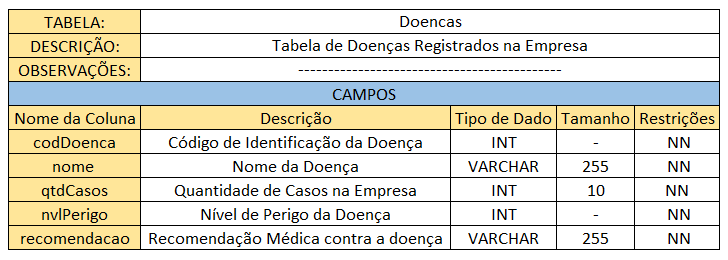 TABELA: Doencas
DESCRIÇÃO: Tabela de Doenças Registrados na Empresa
OBSERVAÇÕES: --------------------------------------------
CAMPOS
Nome da Coluna Descrição Tipo de Dado Tamanho Restrições
codDoenca Código de Identificação da Doença INT - NN
nome Nome da Doença VARCHAR 255 NN
qtdCasos Quantidade de Casos na Empresa INT 10 NN
nvlPerigo Nível de Perigo da Doença INT - NN
recomendacao Recomendação Médica contra a doença VARCHAR 255 NN